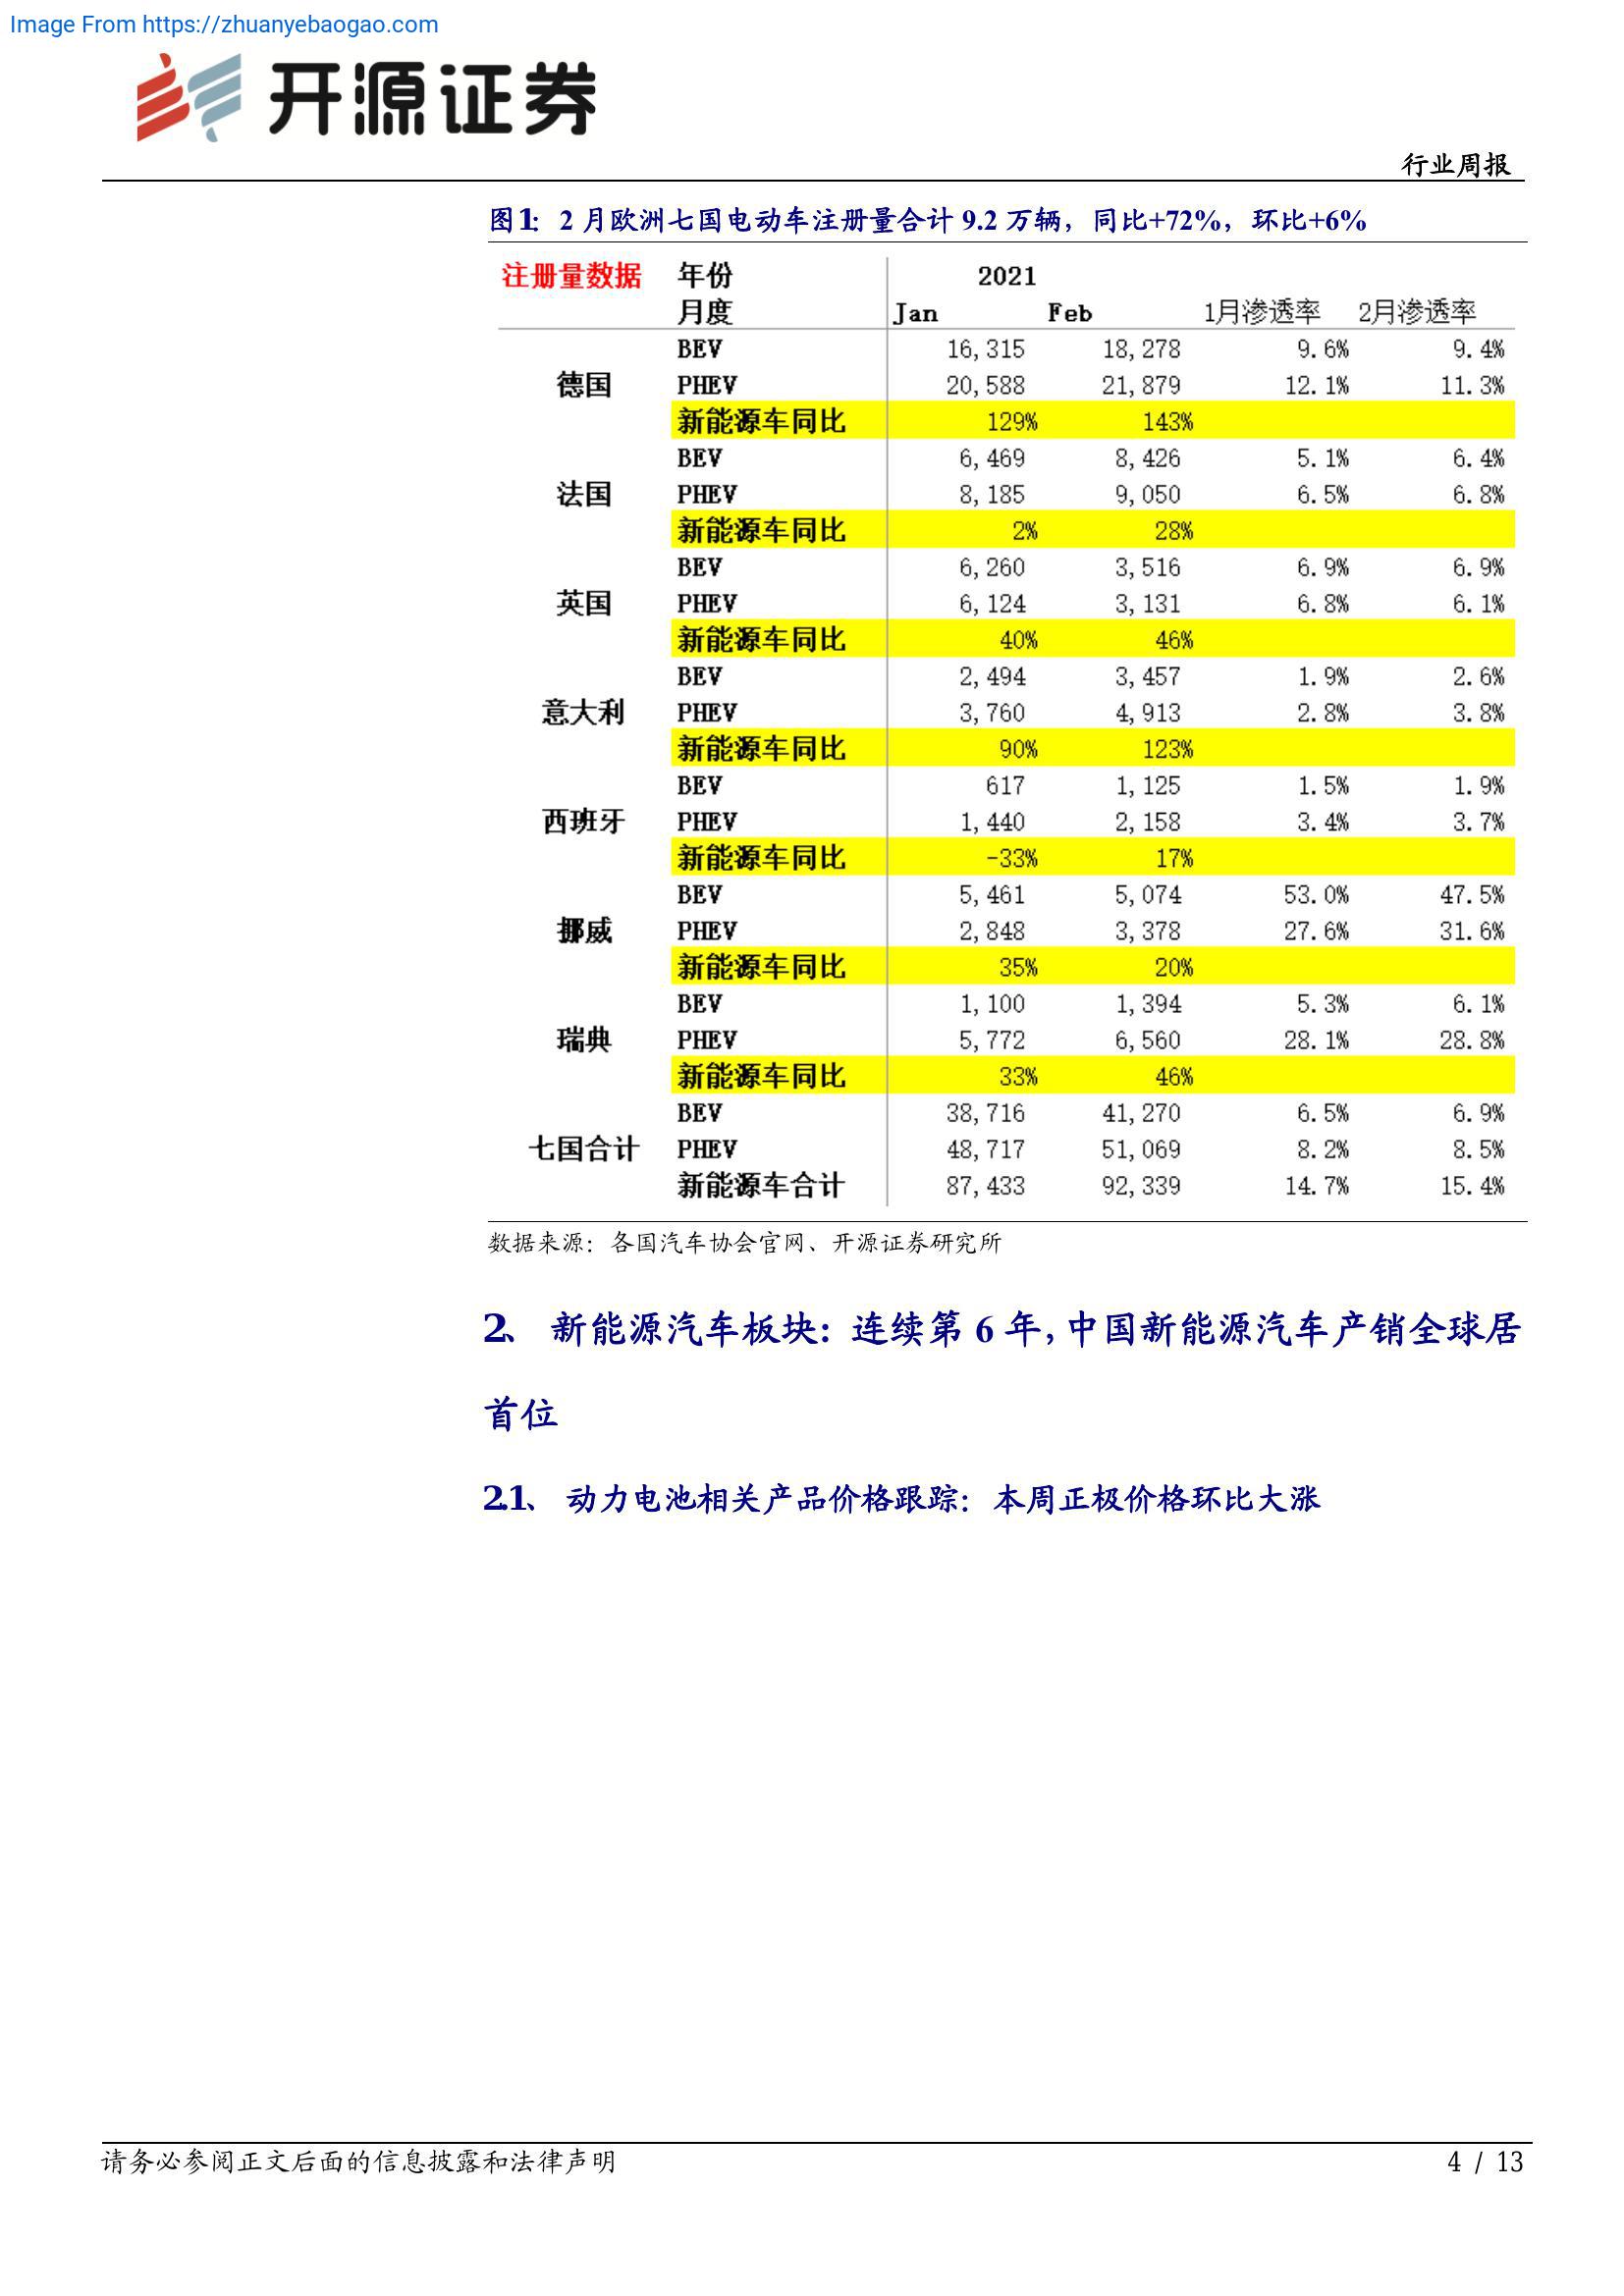 Image From https://zhuanyebaogao.com
开源证券
行业周报
图1： 2 月欧洲七国电动车注册量合计 9.2 万辆，同比+72%，环比+6%
注册量数据 年份 2021
月度 Jan Feb 1月渗透率 2月渗透率
BEV 16,315 18,278 9.6% 9.4%
德国 PHEV 20,588 21,879 12.1% 11.3%
新能源车同比 129% 143%
BEV 6,469 8,426 5.1% 6.4%
法国 PHEV 8,185 9,050 6.5% 6.8%
新能源车同比 2% 28%
BEV 6,260 3,516 6.9% 6.9%
英国 PHEV 6,124 3,131 6.8% 6.1%
新能源车同比 40% 46%
BEV 2,494 3,457 1.9% 2.6%
意大利 PHEV 3,760 4,913 2.8% 3.8%
新能源车同比 90% 123%
BEV 617 1,125 1.5% 1.9%
西班牙 PHEV 1,440 2,158 3.4% 3.7%
新能源车同比 -33% 17%
BEV 5,461 5,074 53.0% 47.5%
挪威 PHEV 2,848 3,378 27.6% 31.6%
新能源车同比 35% 20%
BEV 1,100 1,394 5.3% 6.1%
瑞典 PHEV 5,772 6,560 28.1% 28.8%
新能源车同比 33% 46%
BEV 38,716 41,270 6.5% 6.9%
七国合计 PHEV 48,717 51,069 8.2% 8.5%
新能源车合计 87,433 92,339 14.7% 15.4%
数据来源：各国汽车协会官网、开源证券研究所
2、 新能源汽车板块：连续第 6 年，中国新能源汽车产销全球居
首位
2.1、 动力电池相关产品价格跟踪：本周正极价格环比大涨
请务必参阅正文后面的信息披露和法律声明 4 / 13